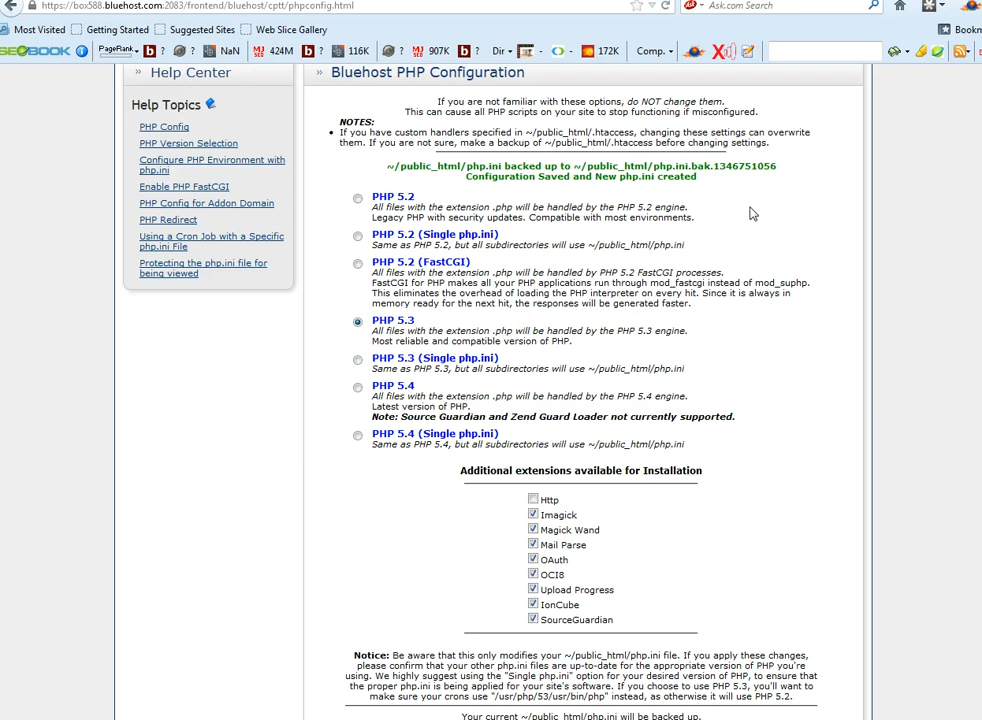 https://box588.bluehost.com:2083/frontend/bluehost/cptt/phpconfig.html
Ask.com Search
Most Visited Getting Started Suggested Sites Web Slice Gallery
Bookm
SEOBOOK PageRank ? ? NaN 424M ? 116K ? 907K ? Dir 172K Comp.
» Help Center
Help Topics
PHP Config
PHP Version Selection
Configure PHP Environment with
php.ini
Enable PHP FastCGI
PHP Config for Addon Domain
PHP Redirect
Using a Cron Job with a Specific
php.ini File
Protecting the php.ini file for
being viewed
» Bluehost PHP Configuration
If you are not familiar with these options, do NOT change them.
This can cause all PHP scripts on your site to stop functioning if misconfigured.
NOTES:
• If you have custom handlers specified in ~/public_html/.htaccess, changing these settings can overwrite
them. If you are not sure, make a backup of ~/public_html/.htaccess before changing settings.
~/public_html/php.ini backed up to ~/public_html/php.ini.bak.1346751056
Configuration Saved and New php.ini created
PHP 5.2
All files with the extension .php will be handled by the PHP 5.2 engine.
Legacy PHP with security updates. Compatible with most environments.
PHP 5.2 (Single php.ini)
Same as PHP 5.2, but all subdirectories will use ~/public_html/php.ini
PHP 5.2 (FastCGI)
All files with the extension .php will be handled by PHP 5.2 FastCGI processes.
FastCGI for PHP makes all your PHP applications run through mod_fastcgi instead of mod_suphp.
This eliminates the overhead of loading the PHP interpreter on every hit. Since it is always in
memory ready for the next hit, the responses will be generated faster.
PHP 5.3
All files with the extension .php will be handled by the PHP 5.3 engine.
Most reliable and compatible version of PHP.
PHP 5.3 (Single php.ini)
Same as PHP 5.3, but all subdirectories will use ~/public_html/php.ini
PHP 5.4
All files with the extension .php will be handled by the PHP 5.4 engine.
Latest version of PHP.
Note: Source Guardian and Zend Guard Loader not currently supported.
PHP 5.4 (Single php.ini)
Same as PHP 5.4, but all subdirectories will use ~/public_html/php.ini
Additional extensions available for Installation
Http
Imagick
Magick Wand
Mail Parse
OAuth
OCI8
Upload Progress
IonCube
SourceGuardian
Notice: Be aware that this only modifies your ~/public_html/php.ini file. If you apply these changes,
please confirm that your other php.ini files are up-to-date for the appropriate version of PHP you're
using. We highly suggest using the "Single php.ini" option for your desired version of PHP, to ensure that
the proper php.ini is being applied for your site's software. If you choose to use PHP 5.3, you'll want to
make sure your crons use "/usr/php/53/usr/bin/php" instead, as otherwise it will use PHP 5.2.
Your current ~/public_html/php.ini will be backed up.